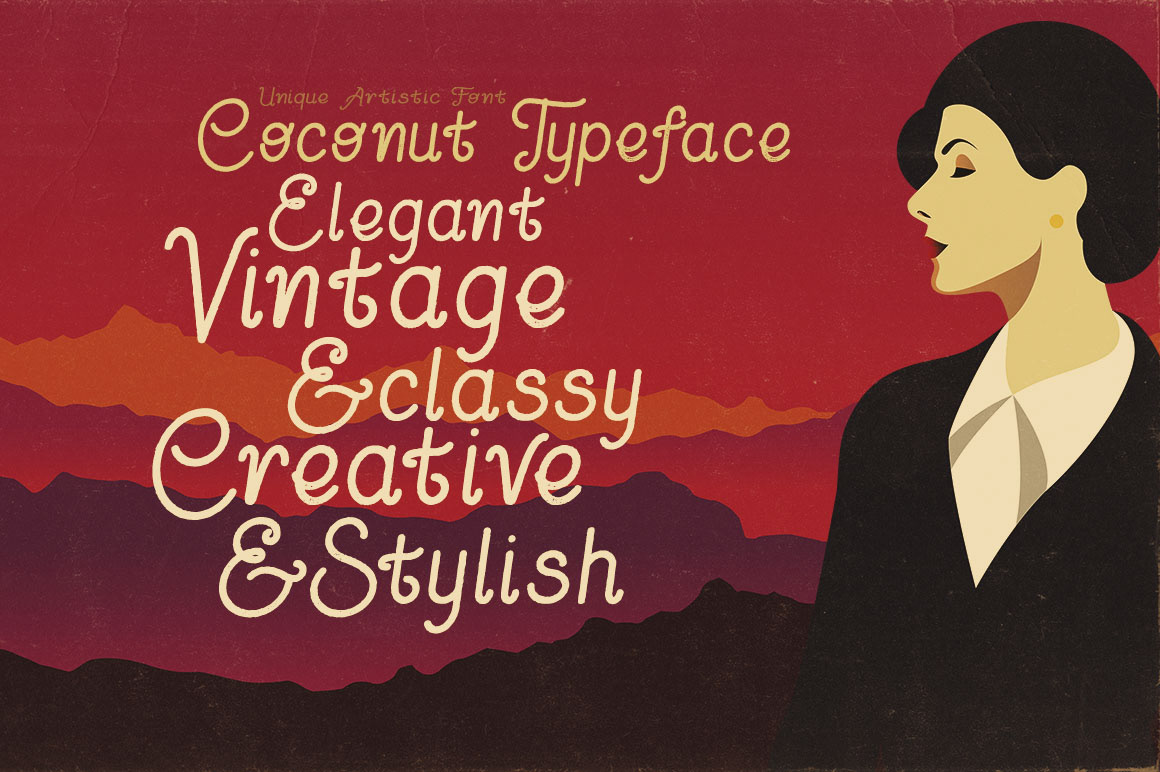 Unique Artistic Font
Coconut Typeface
Elegant
Vintage
&classy
Creative
&Stylish